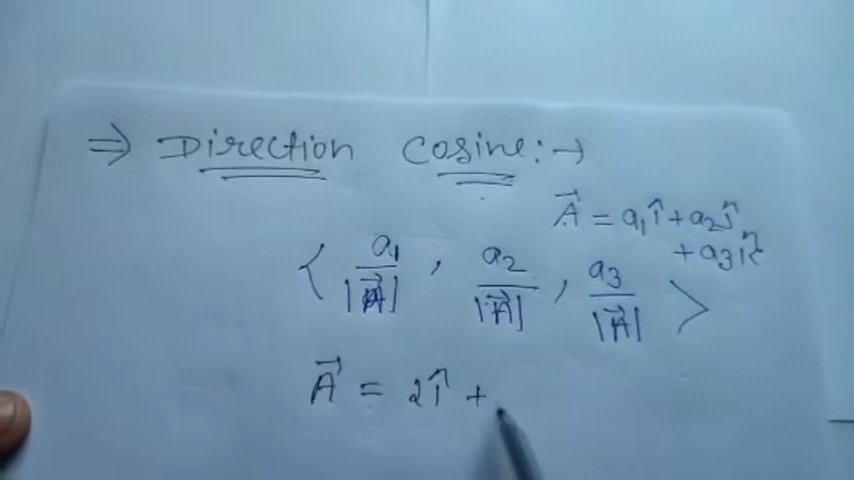 ⇒ Direction Cosine:→
A⃗ = a₁î + a₂ĵ
+ a₃k̂
⟨ a₁/|A⃗| , a₂/|A⃗| , a₃/|A⃗| ⟩
A⃗ = 2î +